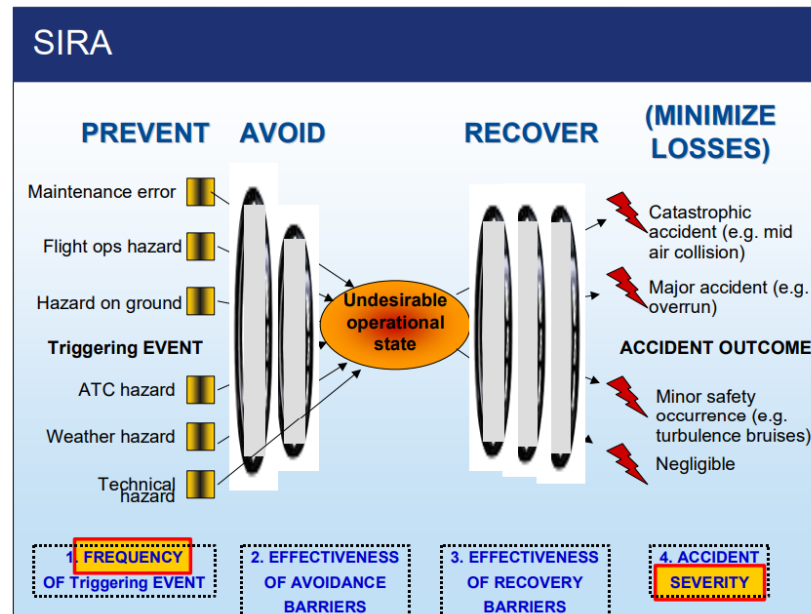 SIRA
PREVENT AVOID RECOVER (MINIMIZE
LOSSES)
Maintenance error
Flight ops hazard
Hazard on ground
Triggering EVENT
ATC hazard
Weather hazard
Technical
hazard
Undesirable
operational
state
Catastrophic
accident (e.g. mid
air collision)
Major accident (e.g.
overrun)
ACCIDENT OUTCOME
Minor safety
occurrence (e.g.
turbulence bruises)
Negligible
1. FREQUENCY
OF Triggering EVENT
2. EFFECTIVENESS
OF AVOIDANCE
BARRIERS
3. EFFECTIVENESS
OF RECOVERY
BARRIERS
4. ACCIDENT
SEVERITY